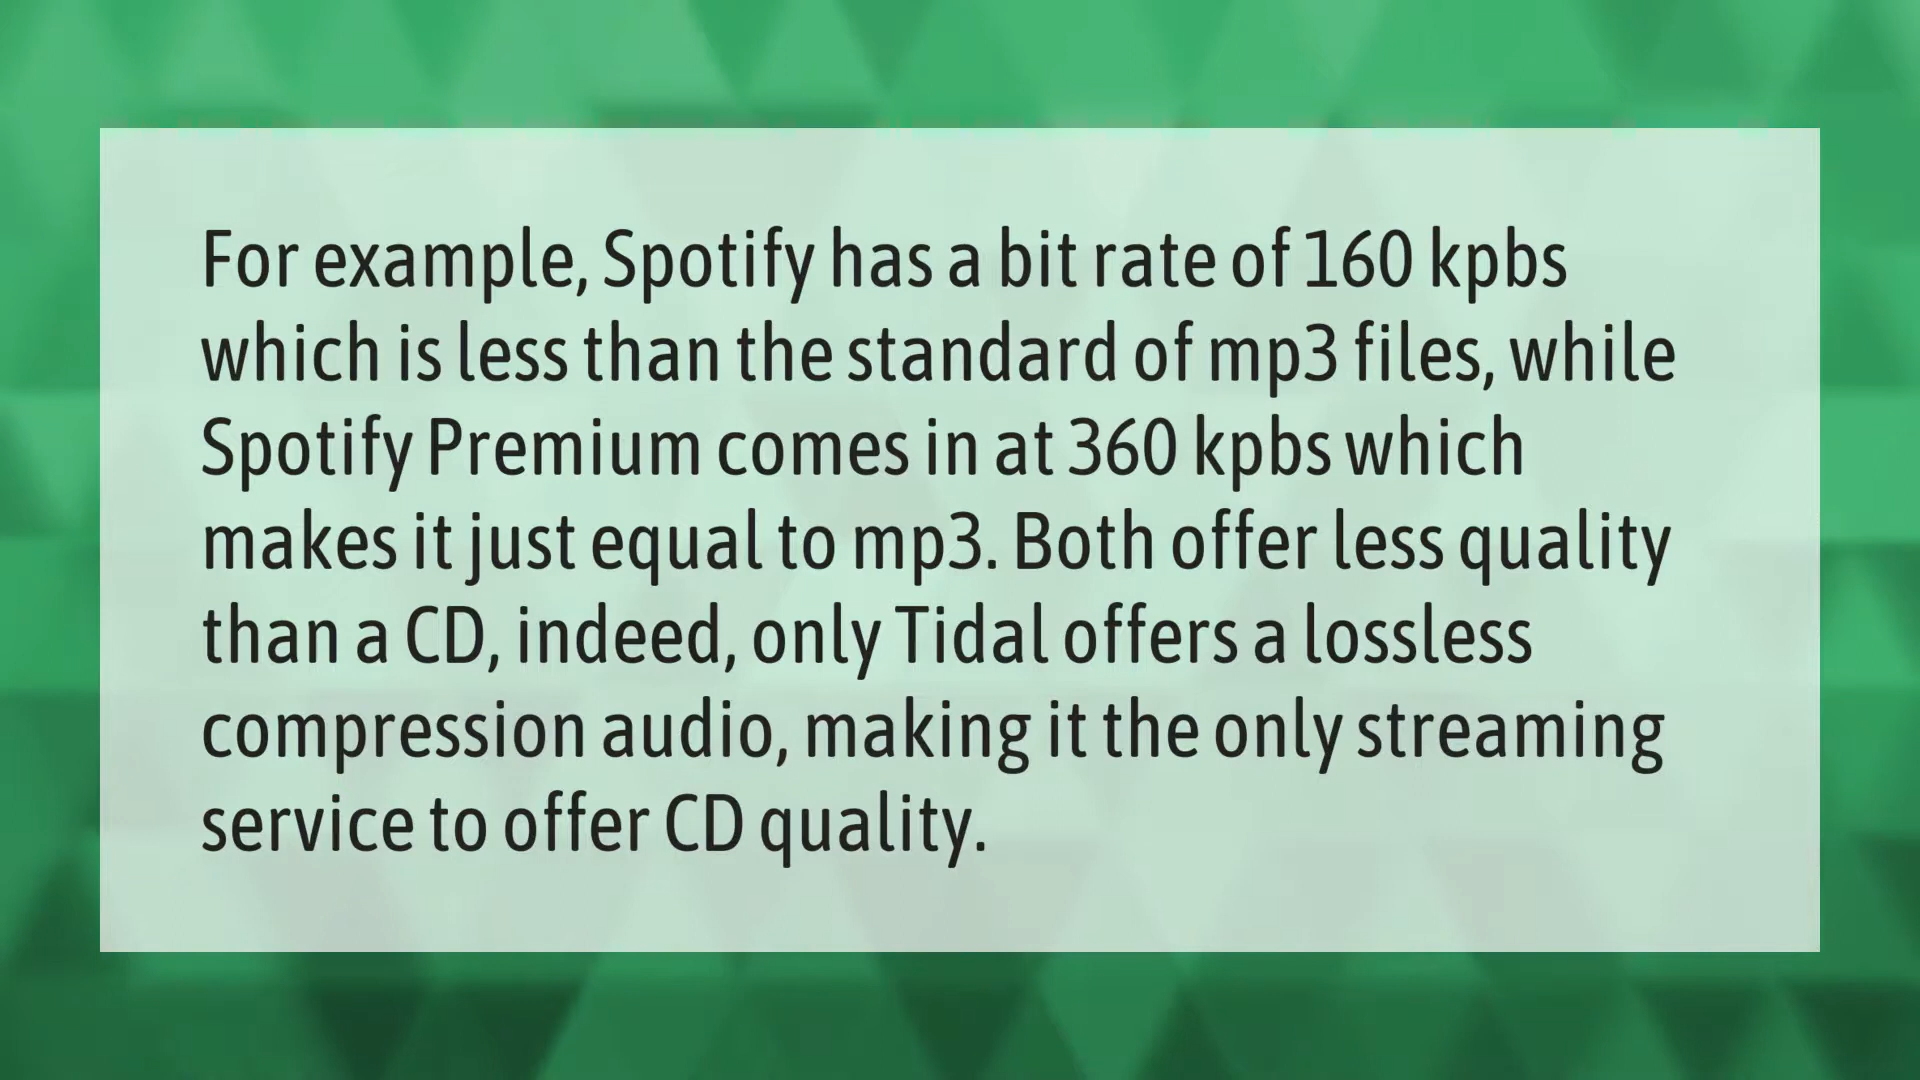 For example, Spotify has a bit rate of 160 kpbs
which is less than the standard of mp3 files, while
Spotify Premium comes in at 360 kpbs which
makes it just equal to mp3. Both offer less quality
than a CD, indeed, only Tidal offers a lossless
compression audio, making it the only streaming
service to offer CD quality.